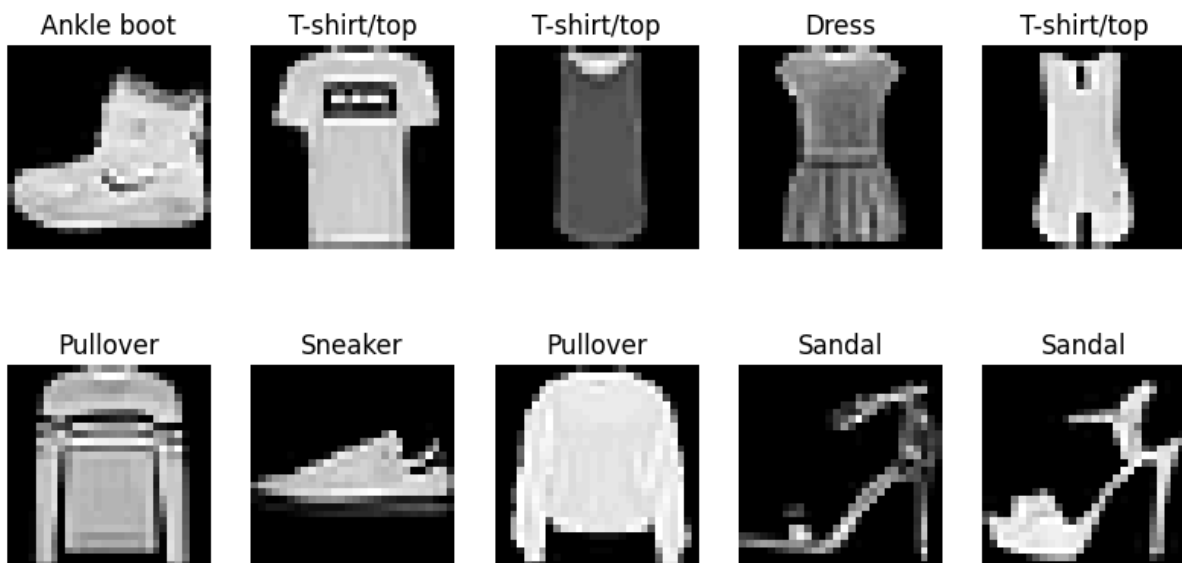 Ankle boot
T-shirt/top
T-shirt/top
Dress
T-shirt/top
Pullover
Sneaker
Pullover
Sandal
Sandal